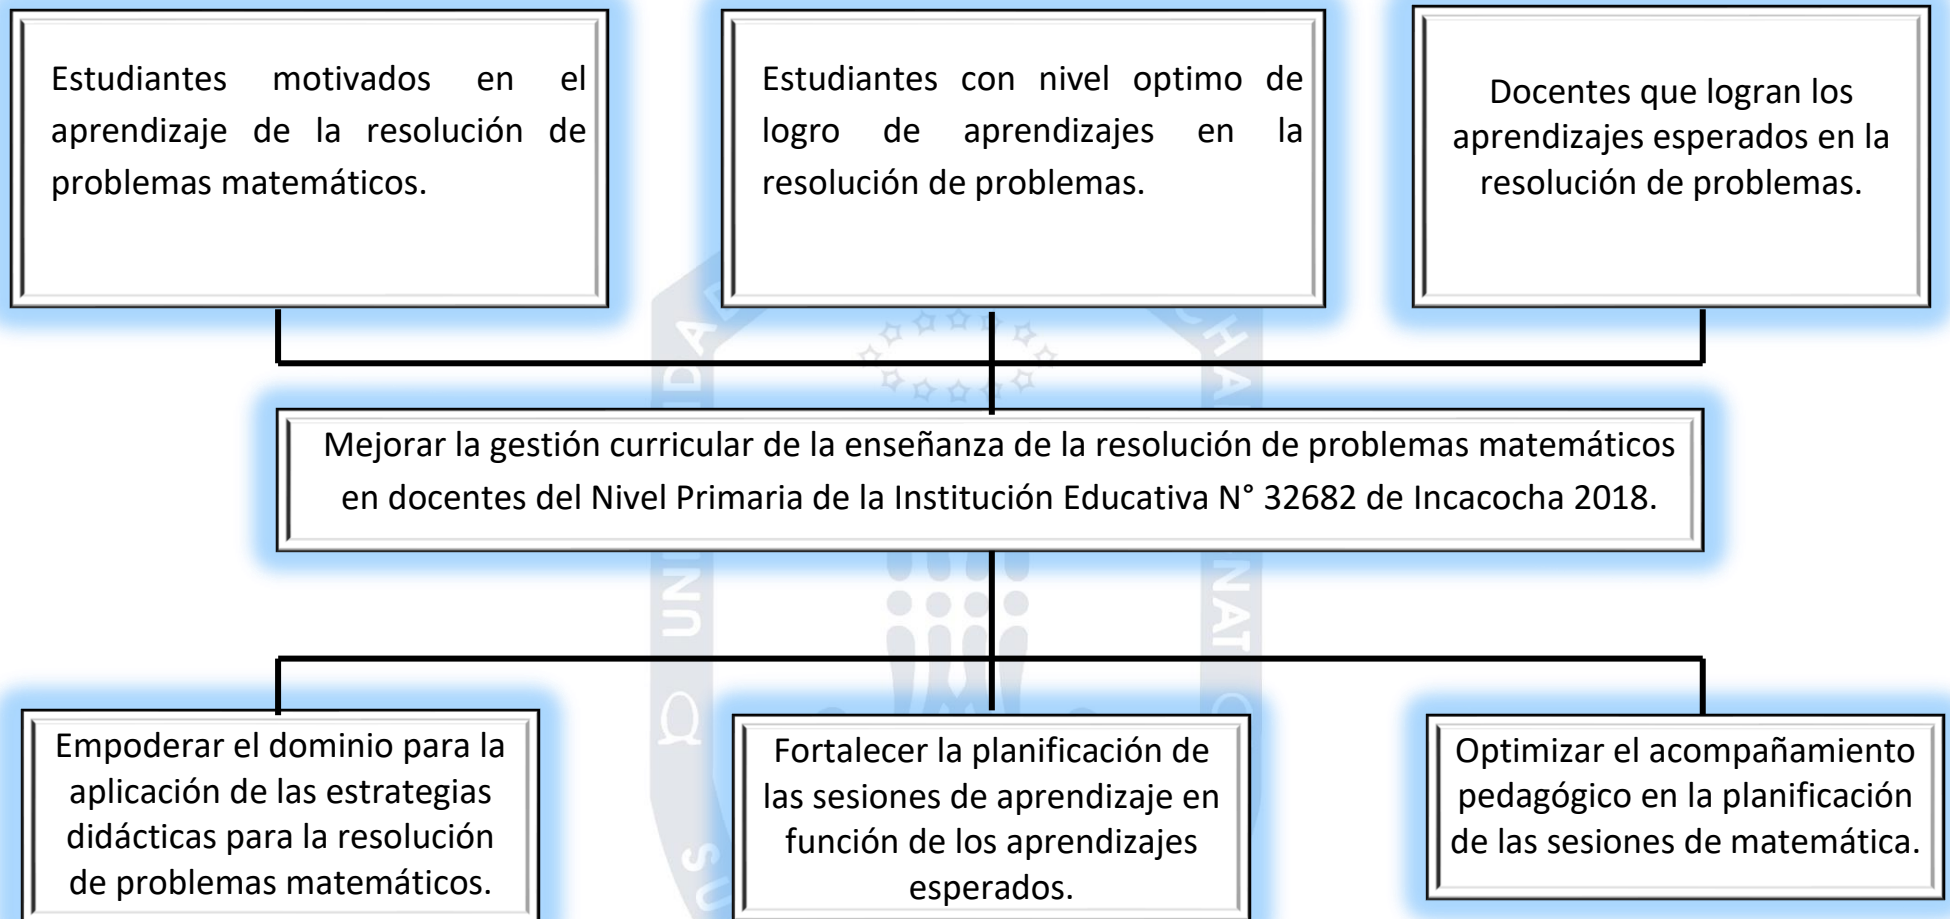 Estudiantes motivados en el
aprendizaje de la resolución de
problemas matemáticos.
Estudiantes con nivel optimo de
logro de aprendizajes en la
resolución de problemas.
Docentes que logran los
aprendizajes esperados en la
resolución de problemas.
Mejorar la gestión curricular de la enseñanza de la resolución de problemas matemáticos
en docentes del Nivel Primaria de la Institución Educativa N° 32682 de Incacocha 2018.
Empoderar el dominio para la
aplicación de las estrategias
didácticas para la resolución
de problemas matemáticos.
Fortalecer la planificación de
las sesiones de aprendizaje en
función de los aprendizajes
esperados.
Optimizar el acompañamiento
pedagógico en la planificación
de las sesiones de matemática.